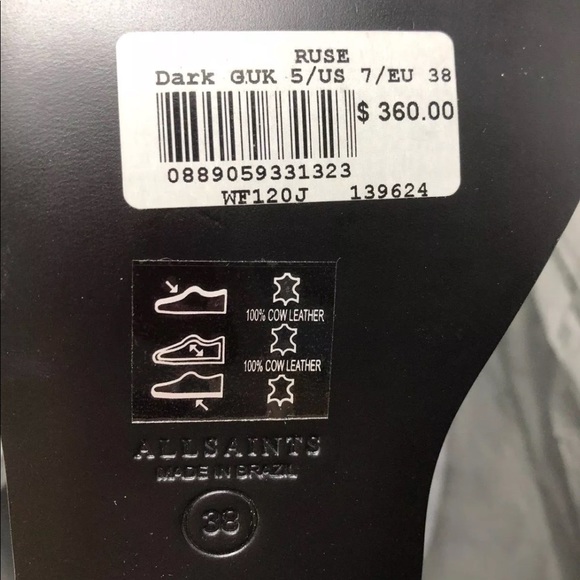 RUSE
Dark GUK 5/US 7/EU 38
$ 360.00
0889059331323
WF120J 139624
100% COW LEATHER
100% COW LEATHER
ALLSAINTS
MADE IN BRAZIL
38